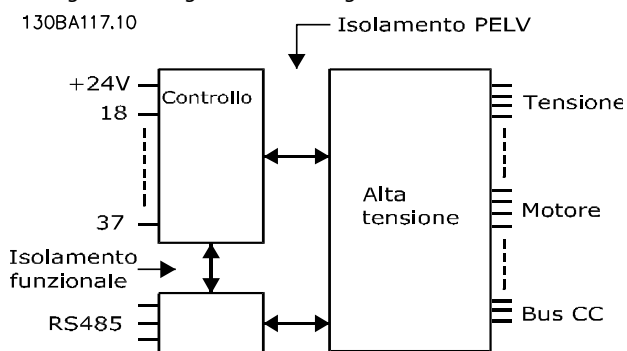 130BA117.10
Isolamento PELV
+24V
Controllo
18
Tensione
Alta
tensione
37
Motore
Isolamento
funzionale
RS485
Bus CC